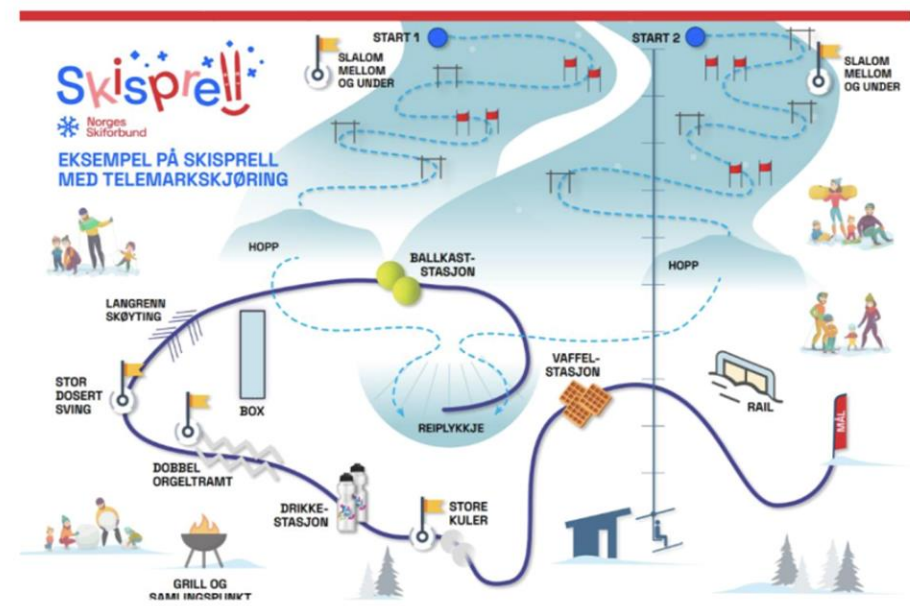 START 1
SLALOM
MELLOM
OG UNDER
START 2
SLALOM
MELLOM
OG UNDER
Skisprell
Norges
Skiforbund
EKSEMPEL PÅ SKISPRELL
MED TELEMARKSKJØRING
HOPP
BALLKAST-
STASJON
HOPP
LANGRENN
SKØYTING
VAFFEL-
STASJON
STOR
DOSERT
SVING
BOX
RAIL
MÅL
REIPLYKKJE
DOBBEL
ORGELTRAMT
DRIKKE-
STASJON
STORE
KULER
GRILL OG
SAMLINGSPUNKT